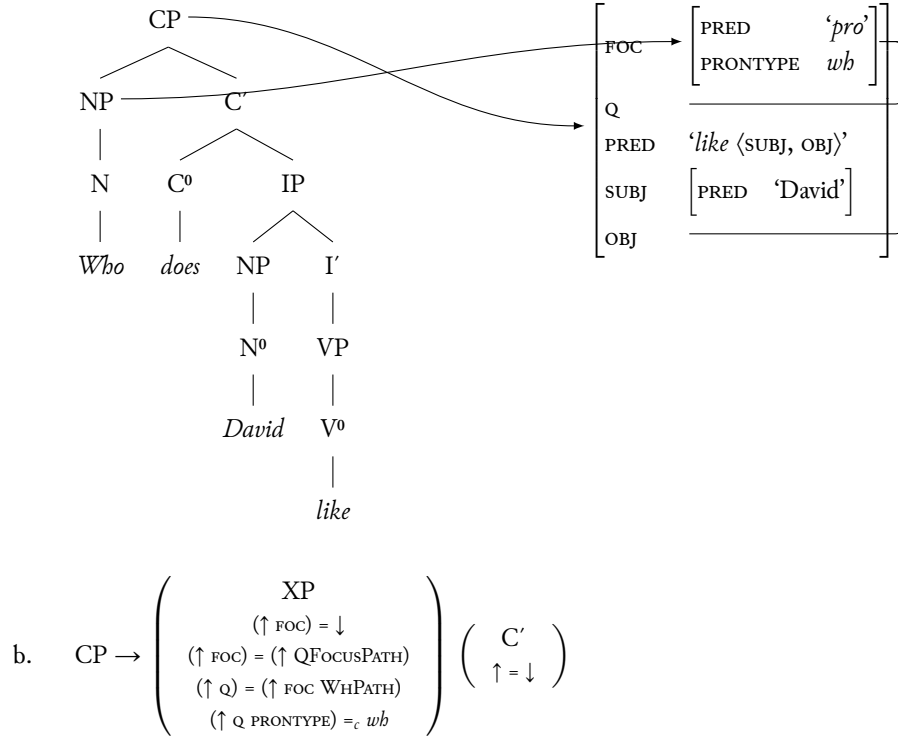 CP
NP C′
N C⁰ IP
Who does NP I′
N⁰ VP
David V⁰
like
FOC [PRED ‘pro’
PRONTYPE wh]
Q
PRED ‘like ⟨SUBJ, OBJ⟩’
SUBJ [PRED ‘David’]
OBJ
b. CP → ( XP
(↑ FOC) = ↓
(↑ FOC) = (↑ QFOCUSPATH)
(↑ Q) = (↑ FOC WHPATH)
(↑ Q PRONTYPE) =c wh )
( C′
↑ = ↓ )